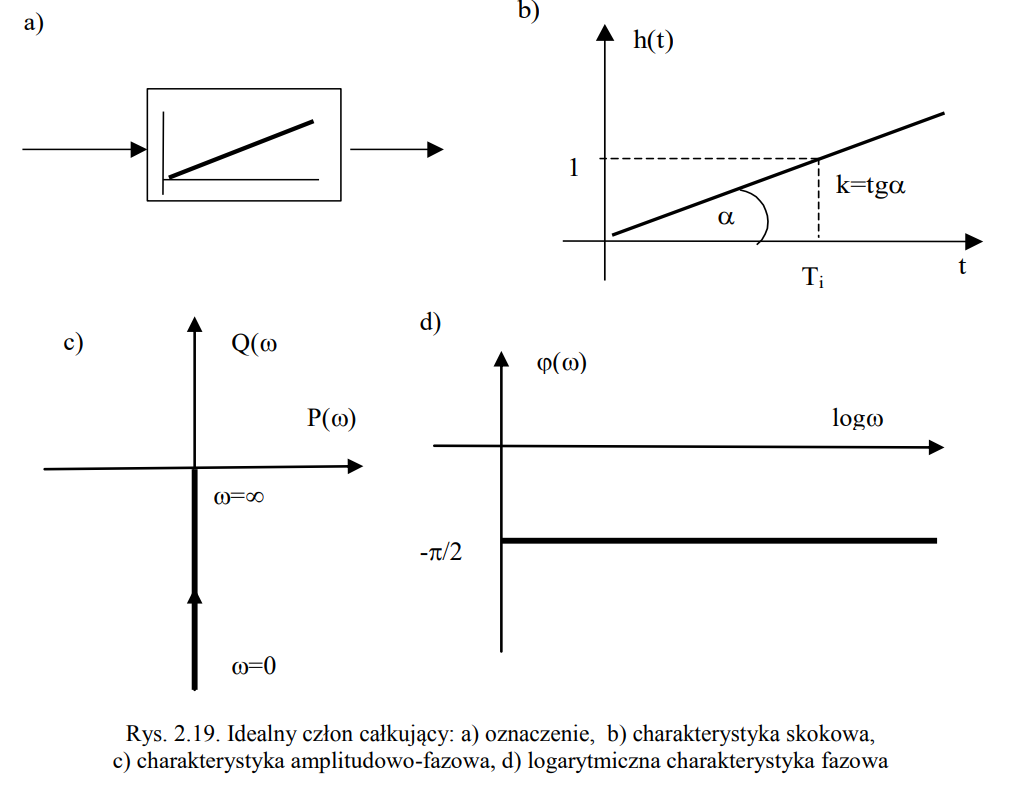 a)
b)
h(t)
1
k=tgα
α
T_i
t
c)
Q(ω
P(ω)
ω=∞
ω=0
d)
φ(ω)
logω
-π/2
Rys. 2.19. Idealny człon całkujący: a) oznaczenie, b) charakterystyka skokowa,
c) charakterystyka amplitudowo-fazowa, d) logarytmiczna charakterystyka fazowa